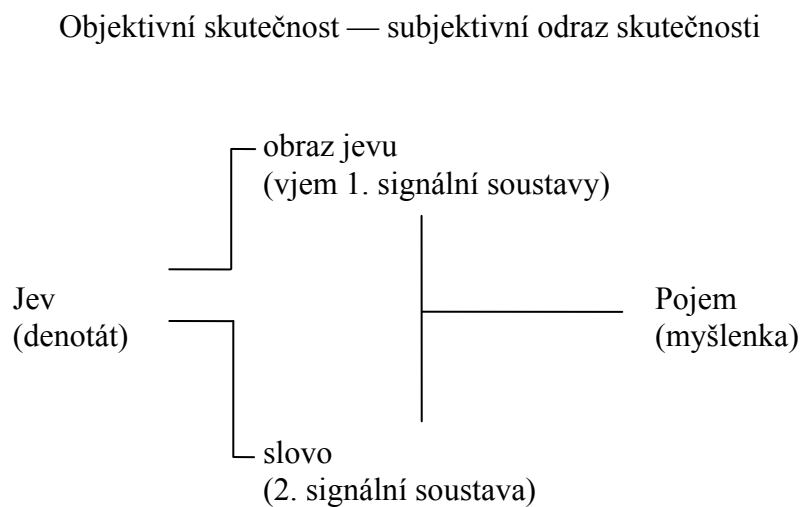 Objektivní skutečnost — subjektivní odraz skutečnosti
obraz jevu
(vjem 1. signální soustavy)
Jev
(denotát)
Pojem
(myšlenka)
slovo
(2. signální soustava)